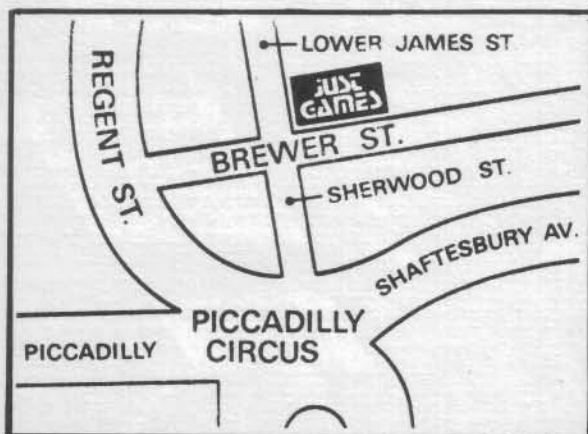 LOWER JAMES ST
JUST
GAMES
REGENT ST.
BREWER ST.
SHERWOOD ST.
SHAFTESBURY AV.
PICCADILLY
CIRCUS
PICCADILLY